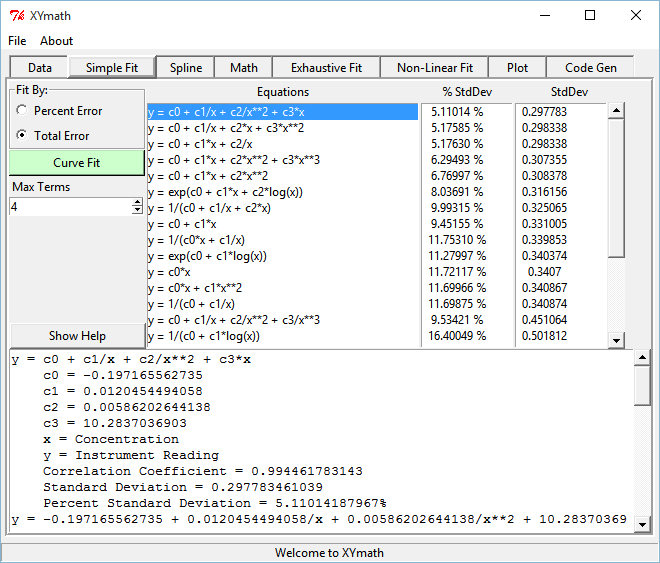 XYmath
File About
Data Simple Fit Spline Math Exhaustive Fit Non-Linear Fit Plot Code Gen
Fit By:
Percent Error
Total Error
Curve Fit
Max Terms
4
Show Help
Equations % StdDev StdDev
y = c0 + c1/x + c2/x**2 + c3*x 5.11014 % 0.297783
y = c0 + c1/x + c2*x + c3*x**2 5.17585 % 0.298338
y = c0 + c1*x + c2/x 5.17630 % 0.298338
y = c0 + c1*x + c2*x**2 + c3*x**3 6.29493 % 0.307355
y = c0 + c1*x + c2*x**2 6.76997 % 0.308378
y = exp(c0 + c1*x + c2*log(x)) 8.03691 % 0.316156
y = 1/(c0 + c1/x + c2*x) 9.99315 % 0.325065
y = c0 + c1*x 9.45155 % 0.331005
y = 1/(c0*x + c1/x) 11.75310 % 0.339853
y = exp(c0 + c1*log(x)) 11.27997 % 0.340374
y = c0*x 11.72117 % 0.3407
y = c0*x + c1*x**2 11.69966 % 0.340867
y = 1/(c0 + c1/x) 11.69875 % 0.340874
y = c0 + c1/x + c2/x**2 + c3/x**3 9.53421 % 0.451064
y = 1/(c0 + c1*log(x)) 16.40049 % 0.501812
y = c0 + c1/x + c2/x**2 + c3*x
c0 = -0.197165562735
c1 = 0.0120454494058
c2 = 0.00586202644138
c3 = 10.2837036903
x = Concentration
y = Instrument Reading
Correlation Coefficient = 0.994461783143
Standard Deviation = 0.297783461039
Percent Standard Deviation = 5.11014187967%
y = -0.197165562735 + 0.0120454494058/x + 0.00586202644138/x**2 + 10.28370369
Welcome to XYmath